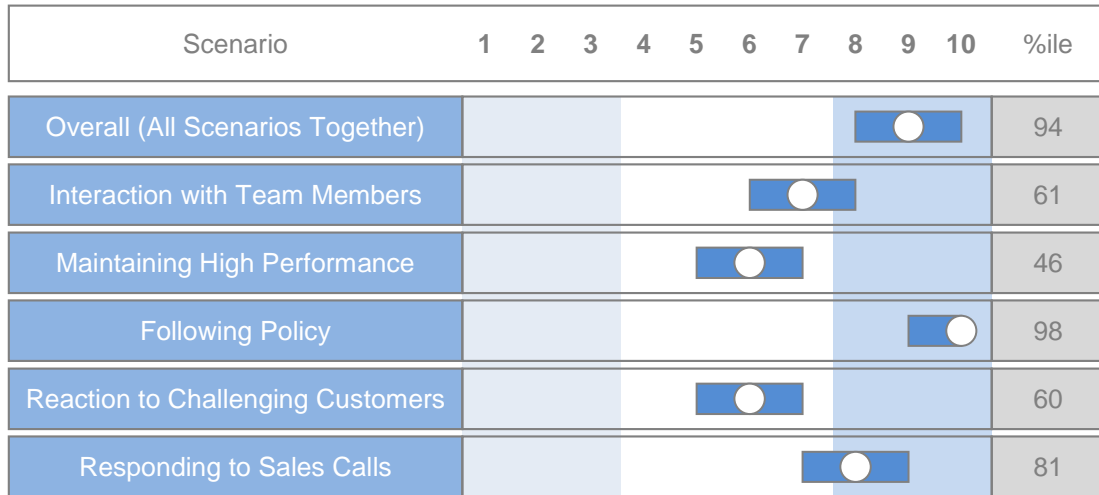 Scenario 1 2 3 4 5 6 7 8 9 10 %ile
Overall (All Scenarios Together) 94
Interaction with Team Members 61
Maintaining High Performance 46
Following Policy 98
Reaction to Challenging Customers 60
Responding to Sales Calls 81